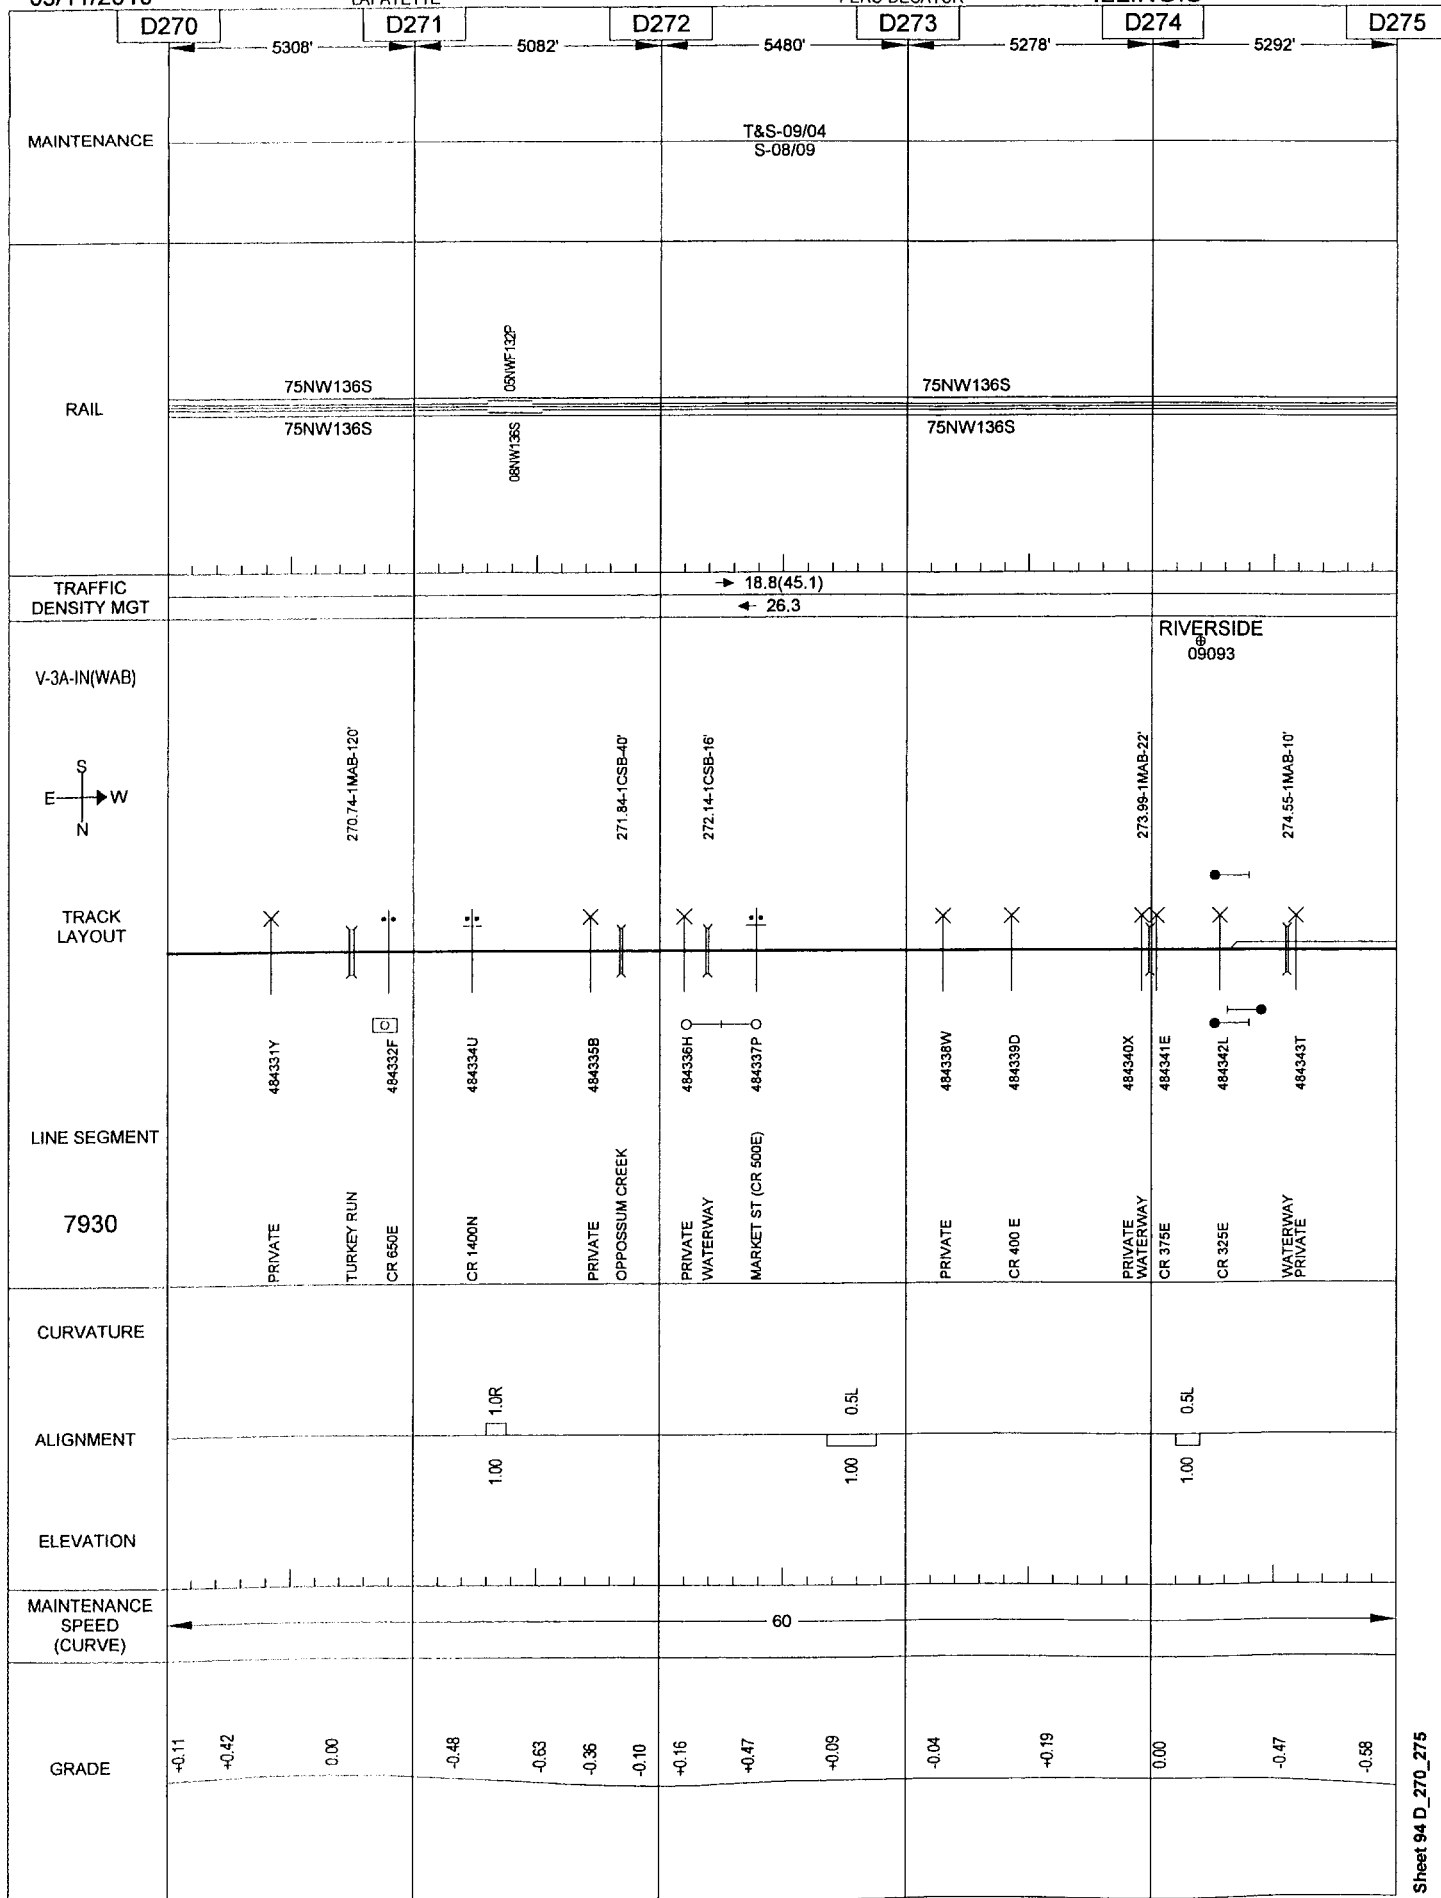 D270
D271
D272
D273
D274
D275
5308'
5082'
5480'
5278'
5292'
MAINTENANCE
T&S-09/04
S-08/09
RAIL
75NW136S
75NW136S
05NWF132P
08NW136S
75NW136S
75NW136S
TRAFFIC
DENSITY MGT
18.8(45.1)
26.3
V-3A-IN(WAB)
RIVERSIDE
09093
S
E W
N
270.74-1MAB-120'
271.84-1CSB-40'
272.14-1CSB-16'
273.99-1MAB-22'
274.55-1MAB-10'
TRACK
LAYOUT
484331Y
484332F
484334U
484335B
484336H
484337P
484338W
484339D
484340X
484341E
484342L
484343T
LINE SEGMENT
7930
PRIVATE
TURKEY RUN
CR 650E
CR 1400N
PRIVATE
OPPOSSUM CREEK
PRIVATE
WATERWAY
MARKET ST (CR 500E)
PRIVATE
CR 400 E
PRIVATE
WATERWAY
CR 375E
CR 325E
WATERWAY
PRIVATE
CURVATURE
1.0R
0.5L
0.5L
ALIGNMENT
1.00
1.00
1.00
ELEVATION
MAINTENANCE
SPEED
(CURVE)
60
GRADE
+0.11
+0.42
0.00
-0.48
-0.63
-0.36
-0.10
+0.16
+0.47
+0.09
-0.04
+0.19
0.00
-0.47
-0.58
Sheet 94 D_270_275